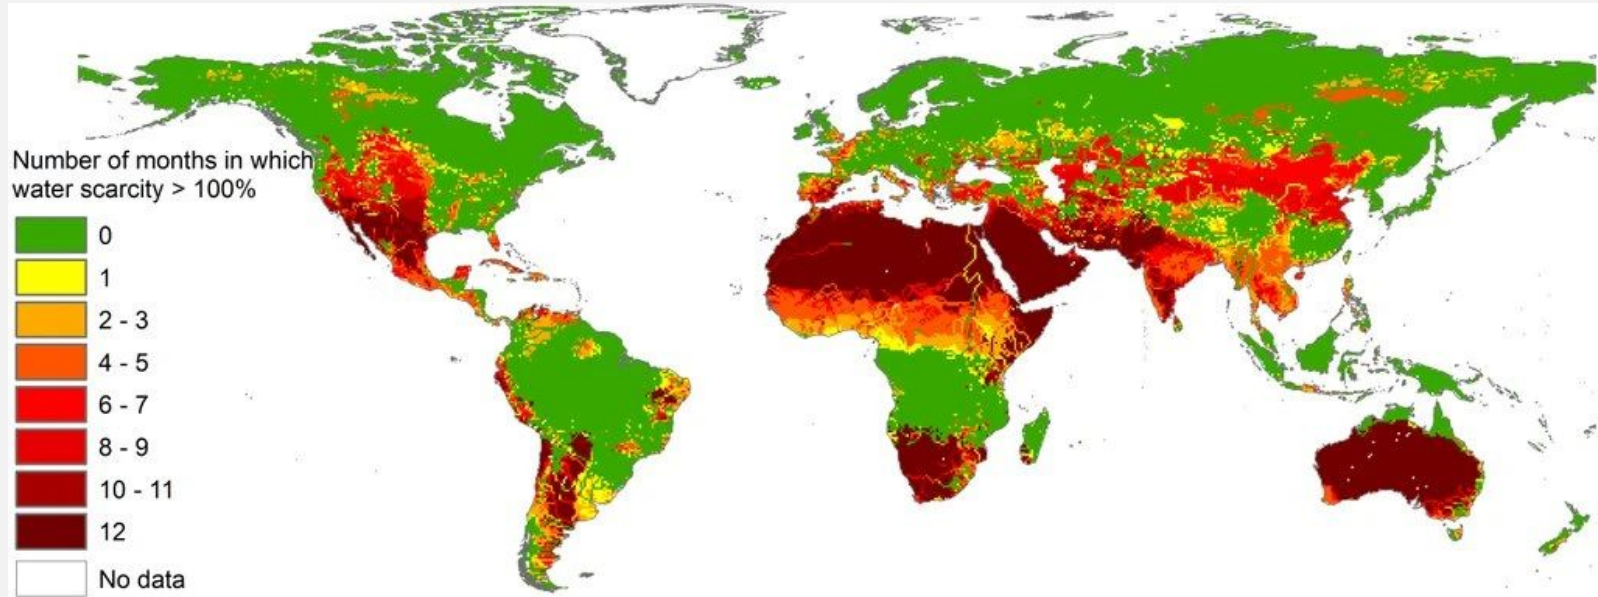 Number of months in which
water scarcity > 100%
0
1
2 - 3
4 - 5
6 - 7
8 - 9
10 - 11
12
No data